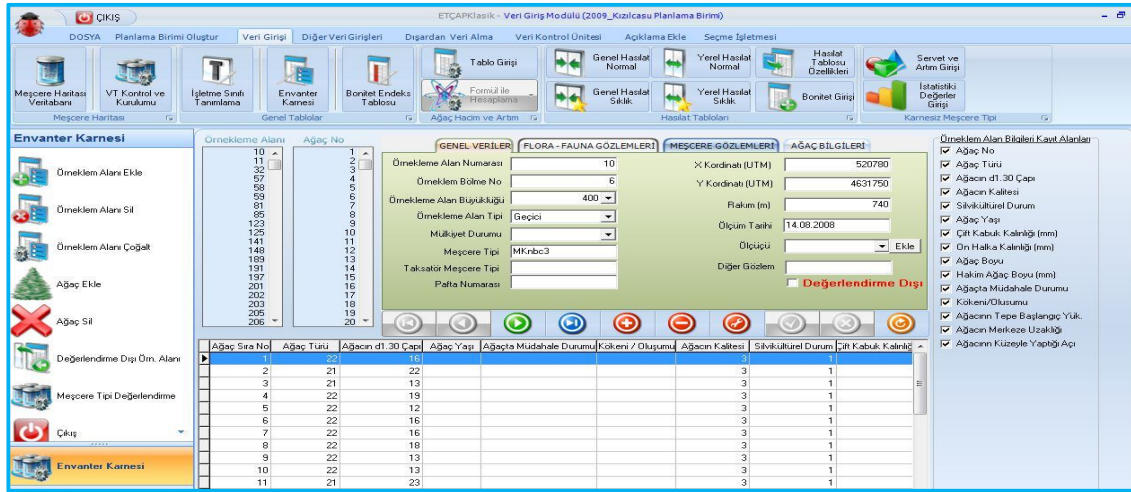 ÇIKIŞ ETÇAPKlasik - Veri Giriş Modülü (2009_Kızılcasu Planlama Birimi)
DOSYA Planlama Birimi Oluştur Veri Girişi Diğer Veri Girişleri Dışardan Veri Alma Veri Kontrol Ünitesi Açıklama Ekle Seçme İşletmesi
Meşcere Haritası Veritabanı
VT Kontrol ve Kurulumu
Meşcere Haritası
İşletme Sınıfı Tanımlama
Envanter Karnesi
Bonitet Endeks Tablosu
Genel Tablolar
Tablo Girişi
Formül ile Hesaplama
Ağaç Hacim ve Artım
Genel Hasılat Normal
Genel Hasılat Sıklık
Yerel Hasılat Normal
Yerel Hasılat Sıklık
Hasılat Tablosu Özellikleri
Bonitet Girişi
Hasılat Tabloları
Servet ve Artım Girişi
İstatistiki Değerler Girişi
Karnesiz Meşcere Tipi
Envanter Karnesi
Örneklem Alanı Ekle
Örneklem Alanı Sil
Örneklem Alanı Çoğalt
Ağaç Ekle
Ağaç Sil
Değerlendirme Dışı Örn. Alanı
Meşcere Tipi Değerlendirme
Çıkış
Envanter Karnesi
Örnekleme Alanı
10
11
32
57
58
59
81
85
123
125
141
148
189
191
197
201
202
203
205
206
Ağaç No
1
2
3
4
5
6
7
8
9
10
11
12
13
14
15
16
17
18
19
20
GENEL VERİLER FLORA - FAUNA GÖZLEMLERİ MEŞCERE GÖZLEMLERİ AĞAÇ BİLGİLERİ
Örnekleme Alan Numarası 10
Örneklem Bölme No 6
Örnekleme Alan Büyüklüğü 400
Örnekleme Alan Tipi Geçici
Mülkiyet Durumu
Meşcere Tipi MKnbc3
Taksatör Meşcere Tipi
Pafta Numarası
X Kordinatı (UTM) 520780
Y Kordinatı (UTM) 4631750
Rakım (m) 740
Ölçüm Tarihi 14.08.2008
Ölçüçü Ekle
Diğer Gözlem
Değerlendirme Dışı
Ağaç Sıra No Ağaç Türü Ağacın d1.30 Çapı Ağaç Yaşı Ağaçta Müdahale Durumu Kökeni / Oluşumu Ağacın Kalitesi Silvikültürel Durum Çift Kabuk Kalınlığ
1 22 16 3 1
2 21 22 3 1
3 21 13 3 1
4 22 19 3 1
5 22 12 3 1
6 22 16 3 1
7 22 16 3 1
8 22 18 3 1
9 22 13 3 1
10 22 13 3 1
11 21 23 3 1
Örneklem Alan Bilgileri Kayıt Alanları
Ağaç No
Ağaç Türü
Ağacın d1.30 Çapı
Ağacın Kalitesi
Silvikültürel Durum
Ağaç Yaşı
Çift Kabuk Kalınlığı (mm)
On Halka Kalınlığı (mm)
Ağaç Boyu
Hakim Ağaç Boyu (mm)
Ağaçta Müdahale Durumu
Kökeni/Olusumu
Ağacınn Tepe Başlangıç Yük.
Ağacın Merkeze Uzaklığı
Ağacınn Küzeyle Yaptığı Açı